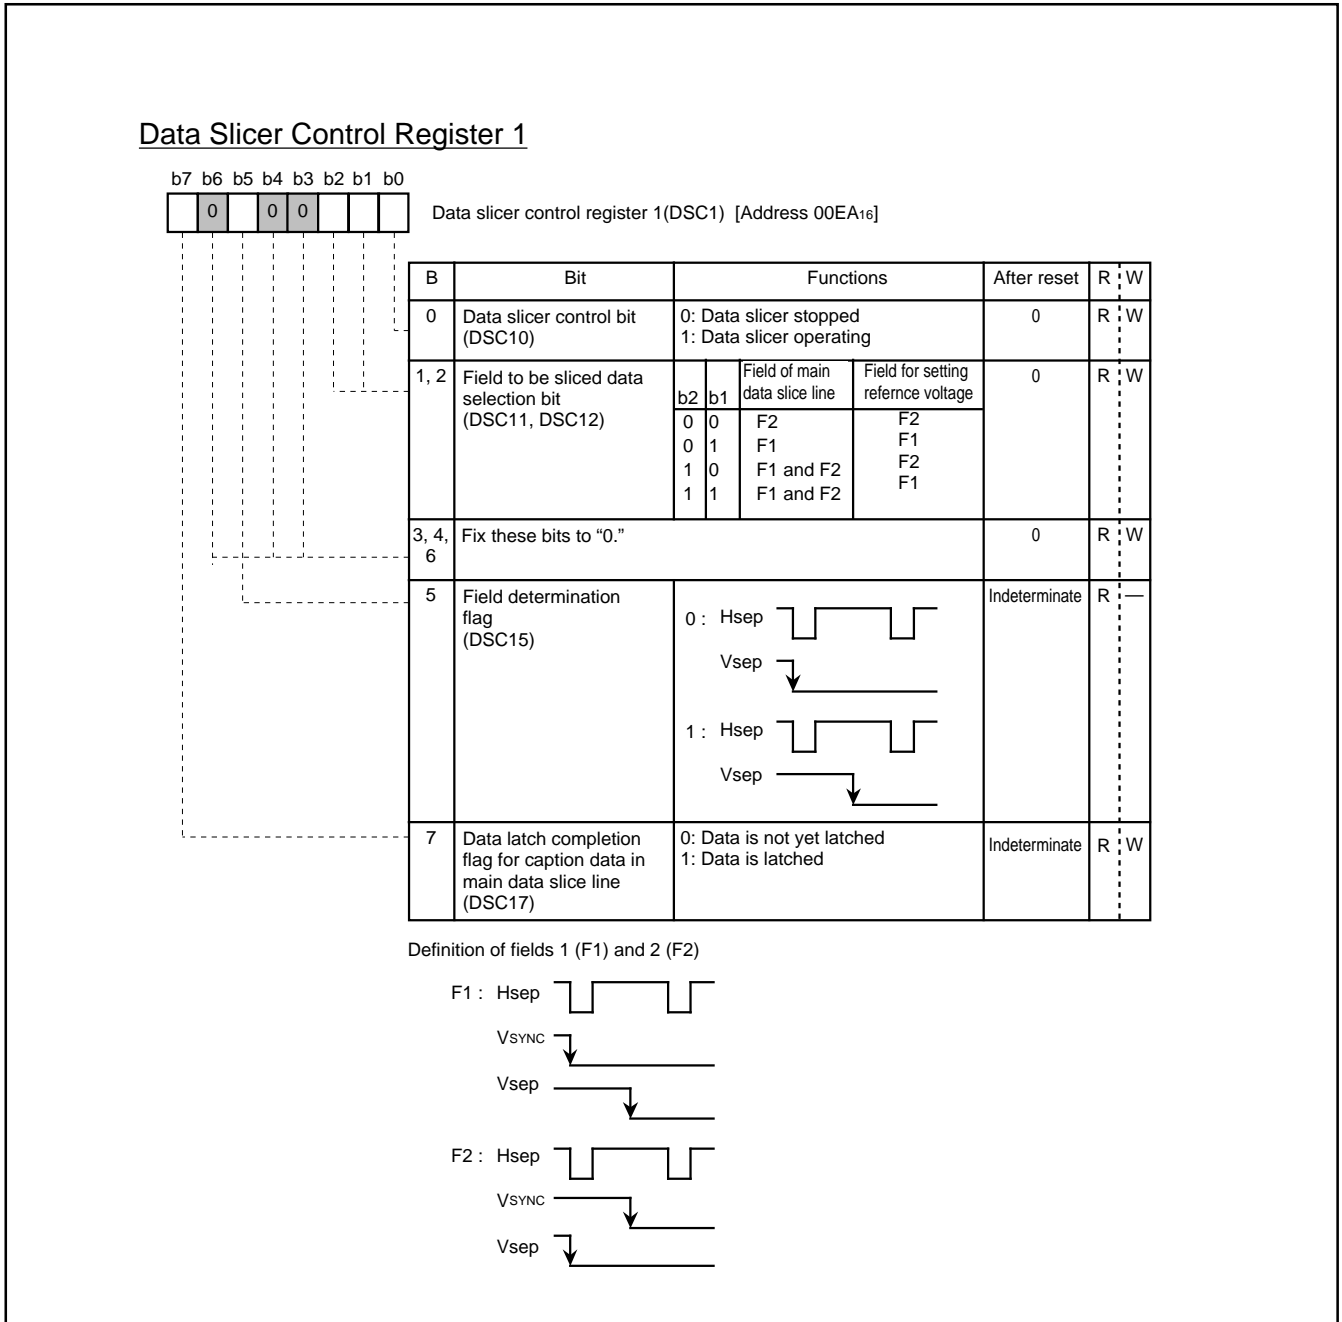 Data Slicer Control Register 1
b7 b6 b5 b4 b3 b2 b1 b0
0 0 0
Data slicer control register 1(DSC1) [Address 00EA16]
B Bit Functions After reset R W
0 Data slicer control bit (DSC10) 0: Data slicer stopped 0 R W
1: Data slicer operating
1, 2 Field to be sliced data selection bit (DSC11, DSC12) 0 R W
b2 b1 Field of main data slice line Field for setting refernce voltage
0 0 F2 F2
0 1 F1 F1
1 0 F1 and F2 F2
1 1 F1 and F2 F1
3, 4, 6 Fix these bits to “0.” 0 R W
5 Field determination flag (DSC15) Indeterminate R —
0 : Hsep
Vsep
1 : Hsep
Vsep
7 Data latch completion flag for caption data in main data slice line (DSC17) 0: Data is not yet latched Indeterminate R W
1: Data is latched
Definition of fields 1 (F1) and 2 (F2)
F1 : Hsep
VSYNC
Vsep
F2 : Hsep
VSYNC
Vsep